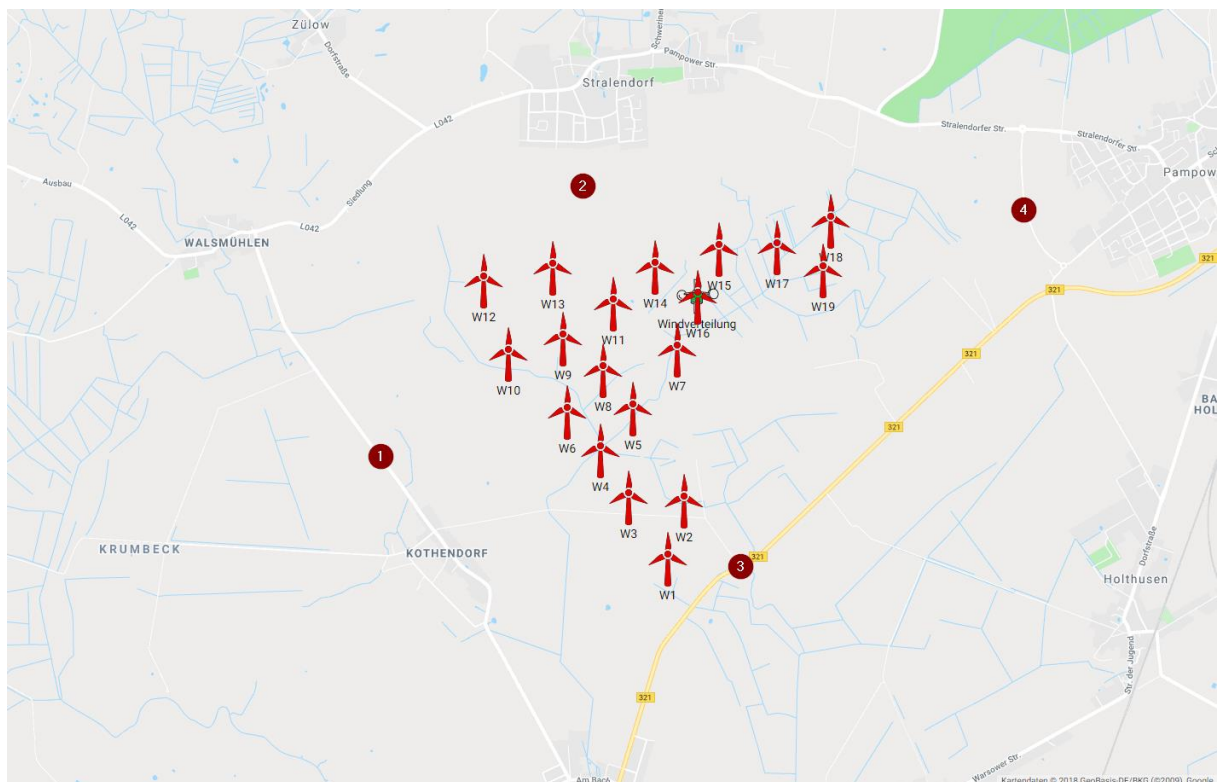 Zülow
Dorfstraße
Schweriner
Pampower Str.
Stralendorf
L042
Stralendorfer Str.
Stralendorfer Str.
Pampow
Ausbau
Siedlung
2
4
L042
WALSMÜHLEN
L042
321
W18
W15
W17
W13
W14
W12
W19
Windverteilung
W16
321
W11
W9
W7
321
W10
W8
W6
W5
321
1
W4
W3
W2
KRUMBECK
KOTHENDORF
321
3
W1
Dorfstraße
Holthusen
Str. der Jugend
321
Warsower Str.
Am Back
Kartendaten © 2018 GeoBasis-DE/BKG (©2009), Google